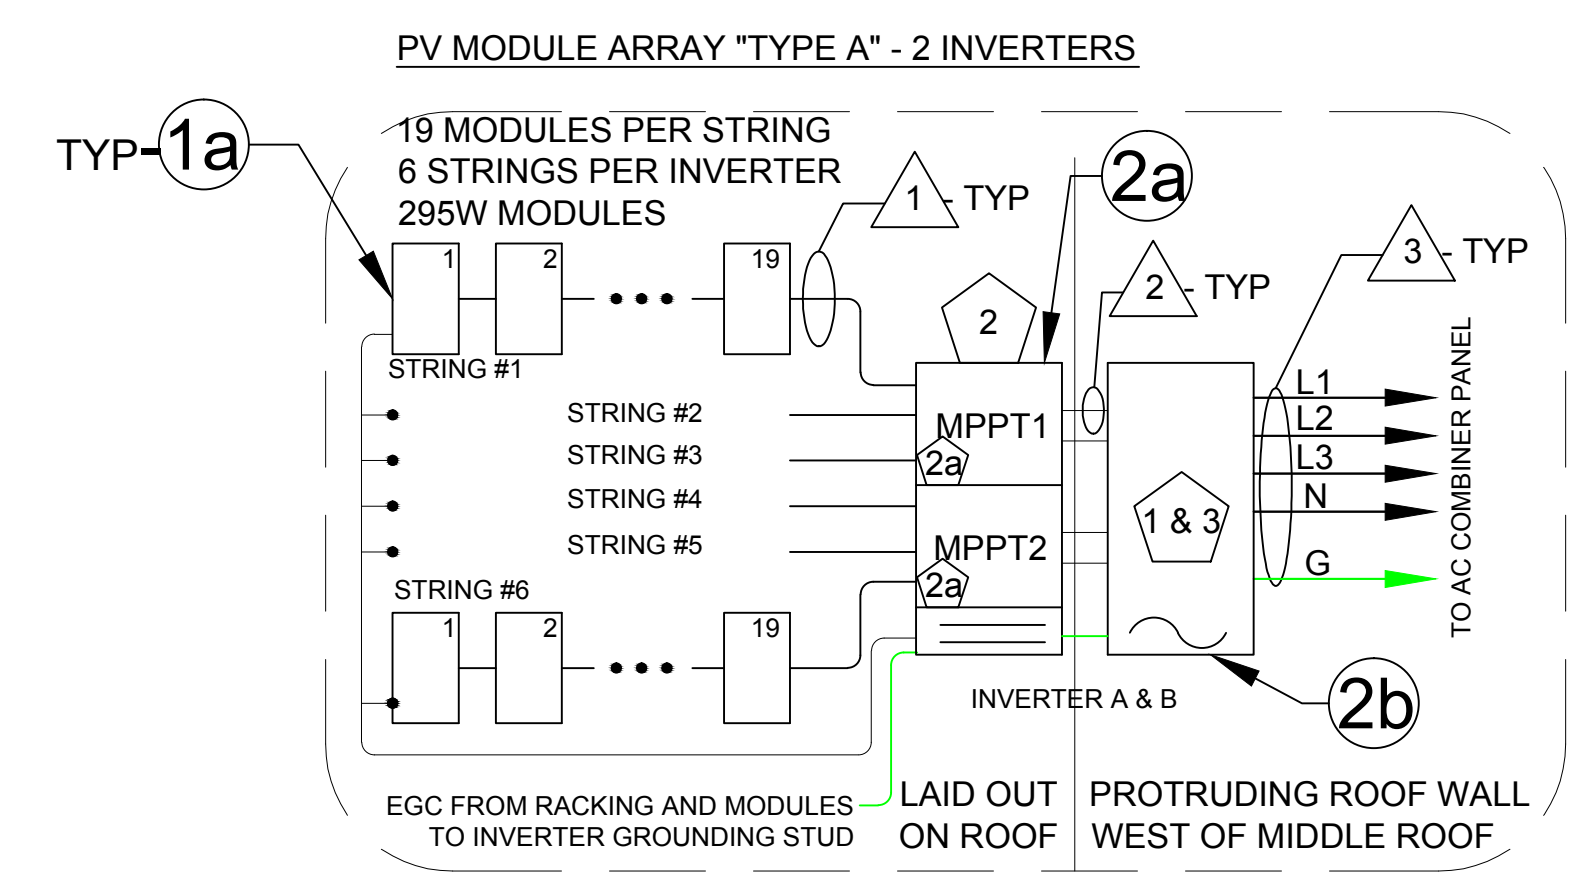 PV MODULE ARRAY "TYPE A" - 2 INVERTERS
TYP-1a
19 MODULES PER STRING
6 STRINGS PER INVERTER
295W MODULES
1 - TYP
2a
2 - TYP
3 - TYP
1
2
19
STRING #1
STRING #2
STRING #3
STRING #4
STRING #5
STRING #6
1
2
19
2
MPPT1
2a
MPPT2
2a
1 & 3
L1
L2
L3
N
G
TO AC COMBINER PANEL
INVERTER A & B
2b
EGC FROM RACKING AND MODULES
TO INVERTER GROUNDING STUD
LAID OUT
ON ROOF
PROTRUDING ROOF WALL
WEST OF MIDDLE ROOF